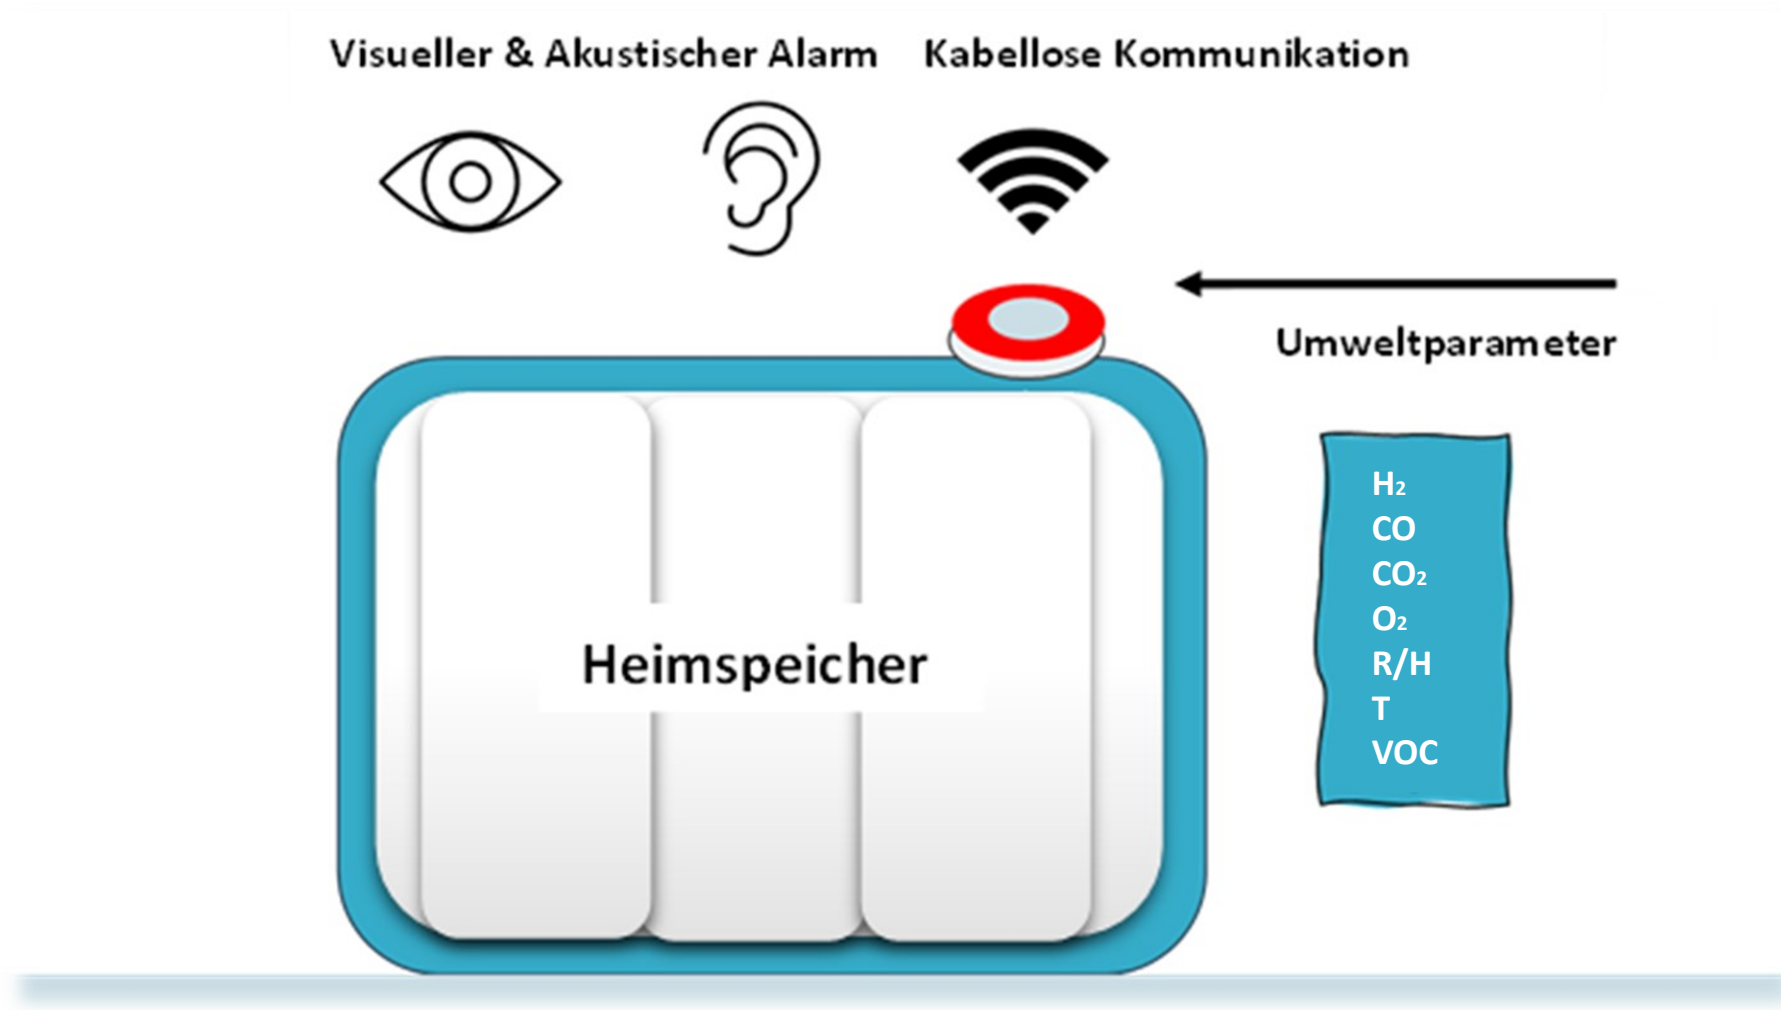 Visueller & Akustischer Alarm
Kabellose Kommunikation
Umweltparameter
H₂
CO
CO₂
O₂
R/H
T
VOC
Heimspeicher